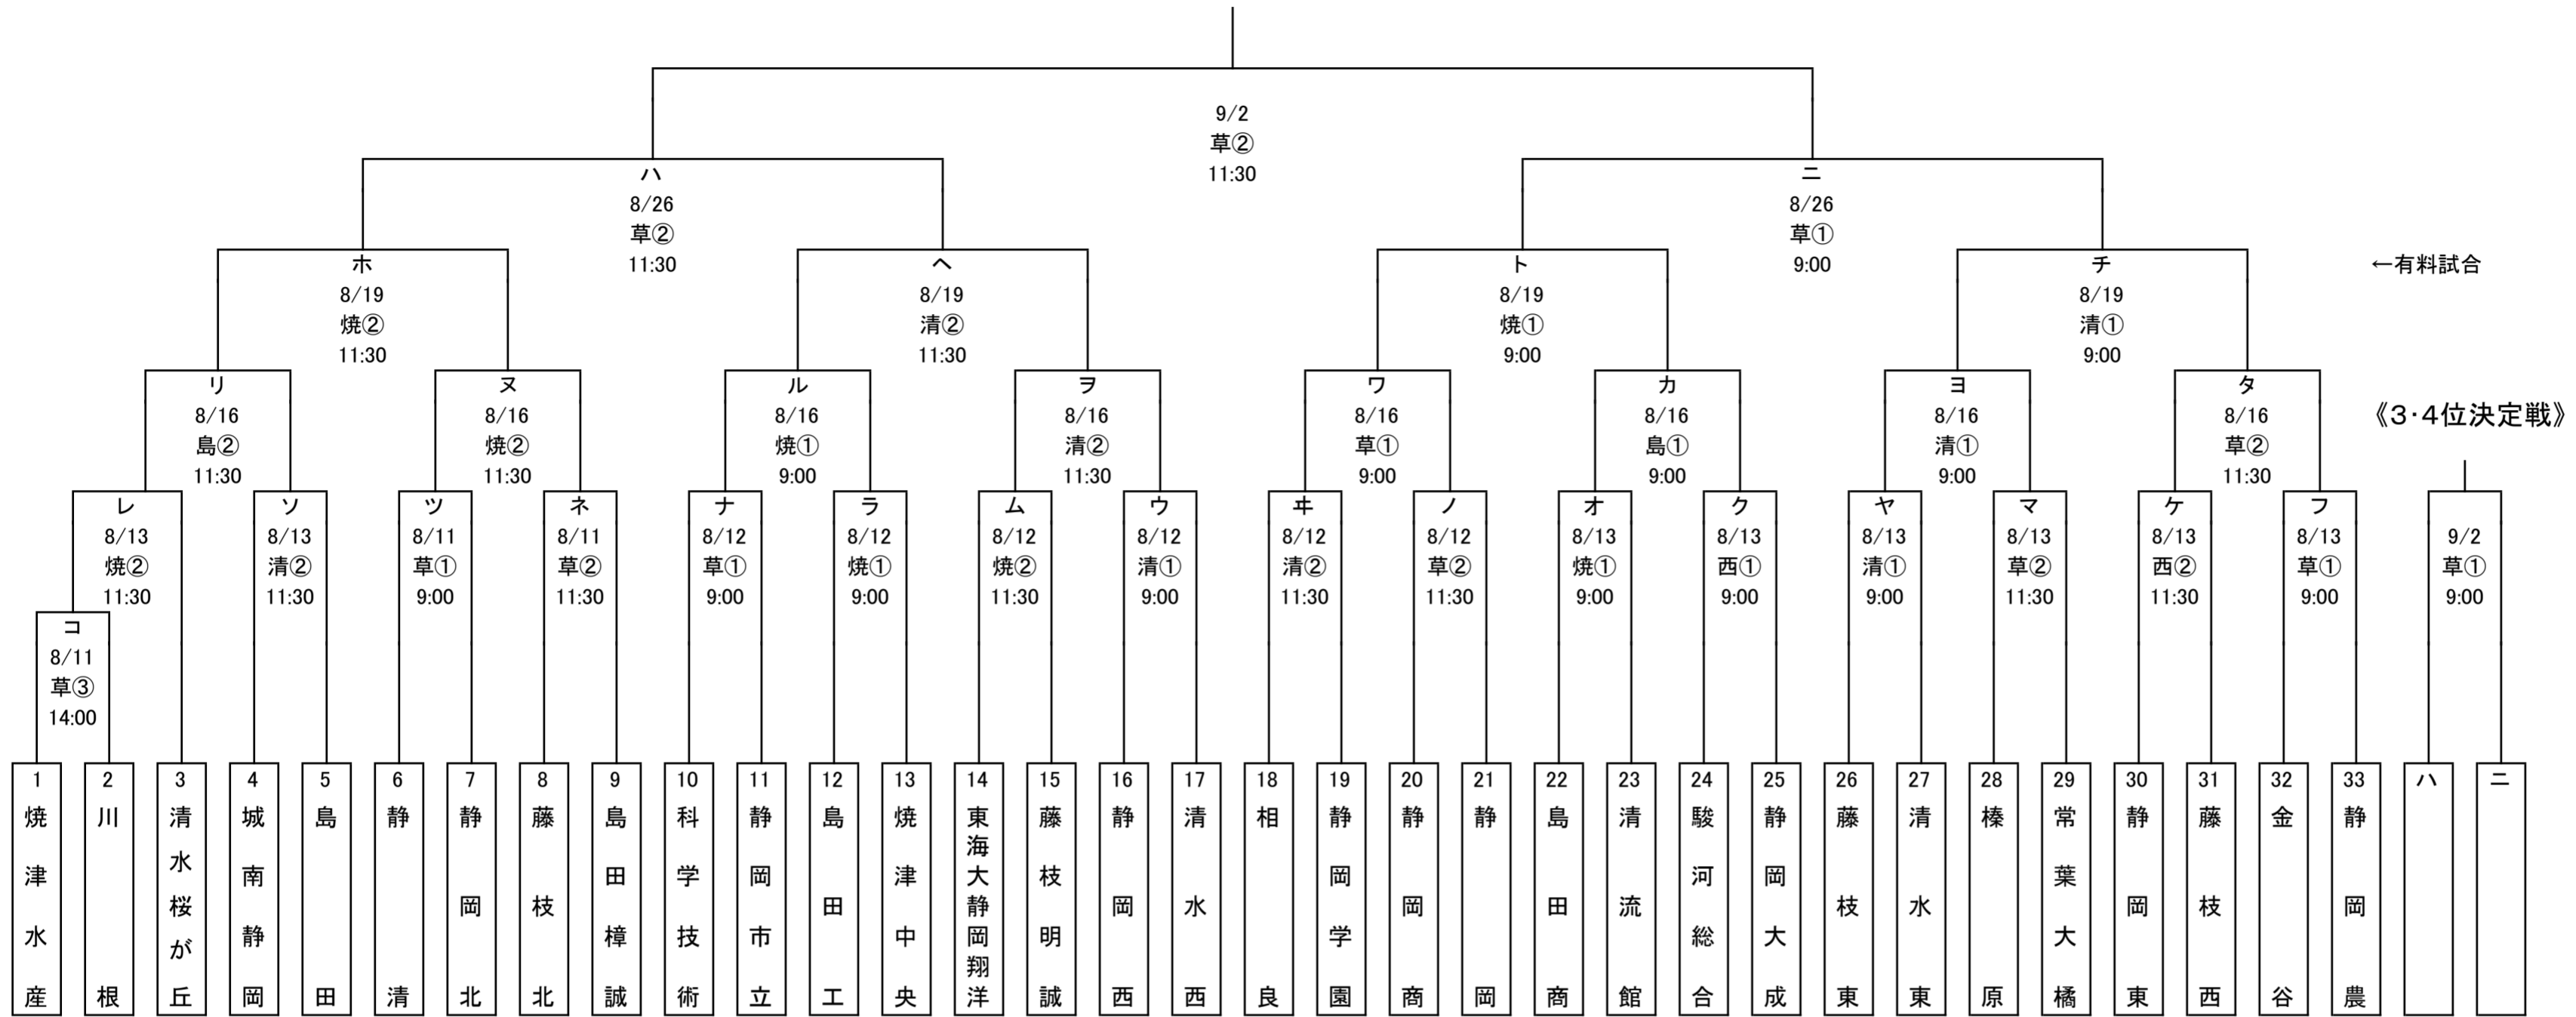 9/2
草②
11:30
ハ
8/26
草②
11:30
ニ
8/26
草①
9:00
←有料試合
ホ
8/19
焼②
11:30
ヘ
8/19
清②
11:30
ト
8/19
焼①
9:00
チ
8/19
清①
9:00
リ
8/16
島②
11:30
ヌ
8/16
焼②
11:30
ル
8/16
焼①
9:00
ヲ
8/16
清②
11:30
ワ
8/16
草①
9:00
カ
8/16
島①
9:00
ヨ
8/16
清①
9:00
タ
8/16
草②
11:30
《3・4位決定戦》
レ
8/13
焼②
11:30
ソ
8/13
清②
11:30
ツ
8/11
草①
9:00
ネ
8/11
草②
11:30
ナ
8/12
草①
9:00
ラ
8/12
焼①
9:00
ム
8/12
焼②
11:30
ウ
8/12
清①
9:00
ヰ
8/12
清②
11:30
ノ
8/12
草②
11:30
オ
8/13
焼①
9:00
ク
8/13
西①
9:00
ヤ
8/13
清①
9:00
マ
8/13
草②
11:30
ケ
8/13
西②
11:30
フ
8/13
草①
9:00
9/2
草①
9:00
コ
8/11
草③
14:00
1 焼津水産
2 川根
3 清水桜が丘
4 城南静岡
5 島田
6 静清
7 静岡北
8 藤枝北
9 島田樟誠
10 科学技術
11 静岡市立
12 島田工
13 焼津中央
14 東海大静岡翔洋
15 藤枝明誠
16 静岡西
17 清水西
18 相良
19 静岡学園
20 静岡商
21 静岡
22 島田商
23 清流館
24 駿河総合
25 静岡大成
26 藤枝東
27 清水東
28 榛原
29 常葉大橘
30 静岡東
31 藤枝西
32 金谷
33 静岡農
ハ
ニ